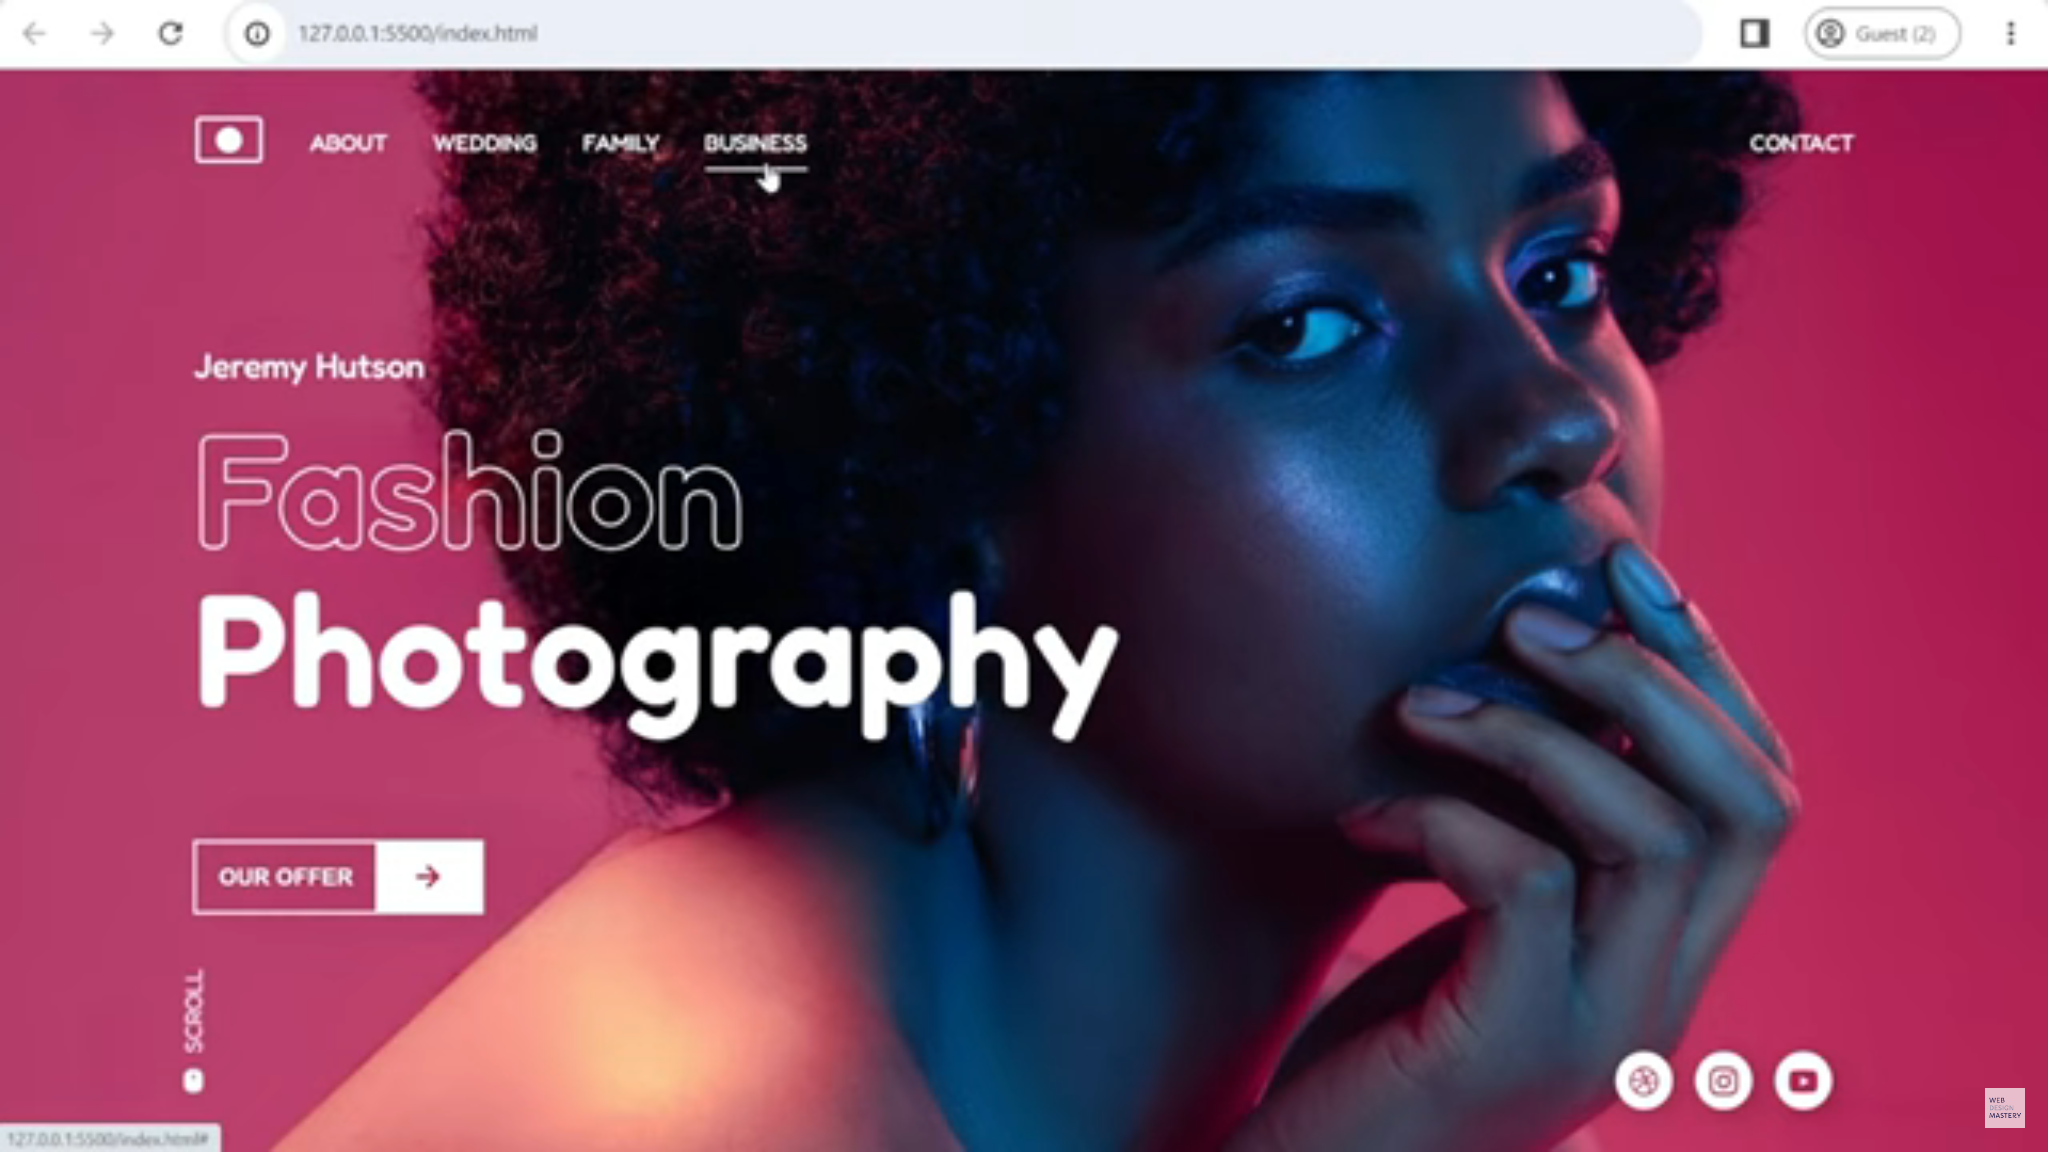 127.0.0.1:5500/index.html
Guest (2)
ABOUT WEDDING FAMILY BUSINESS CONTACT
Jeremy Hutson
Fashion
Photography
OUR OFFER
SCROLL
127.0.0.1:5500/index.html#
WEB
DESIGN
MASTERY